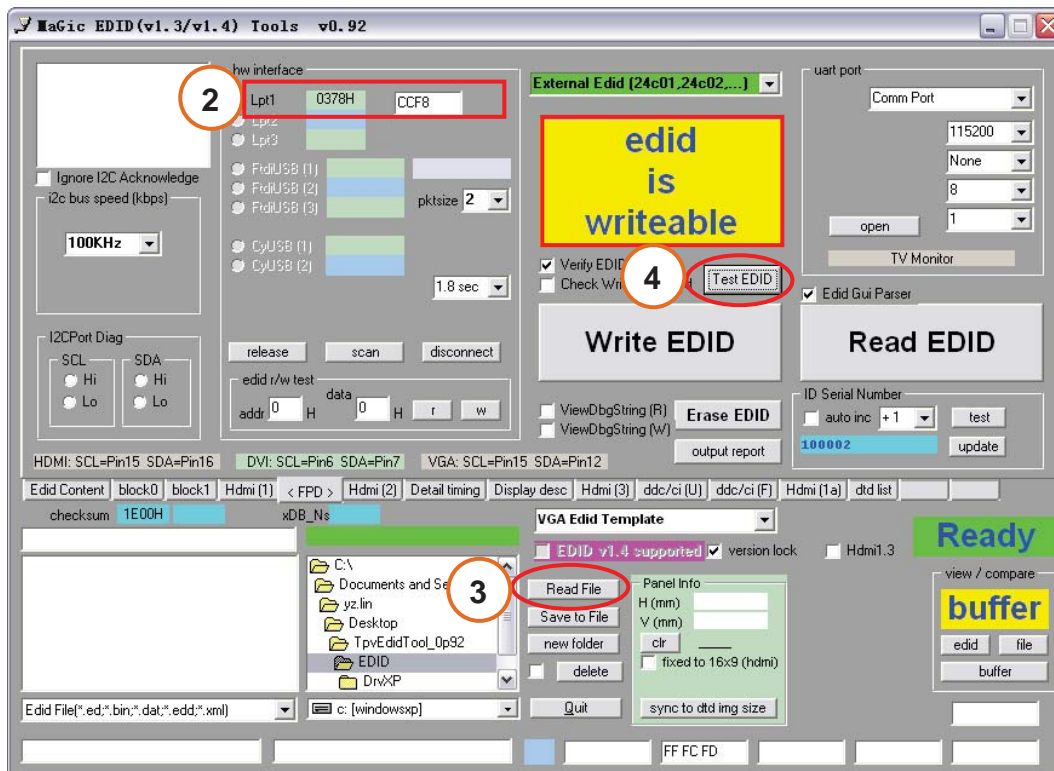 MaGic EDID(v1.3/v1.4) Tools v0.92
hw interface
2
Lpt1 0378H CCF8
Lpt2
Lpt3
FtdiUSB (1)
FtdiUSB (2)
FtdiUSB (3)
pktsize 2
CyUSB (1)
CyUSB (2)
1.8 sec
Ignore I2C Acknowledge
i2c bus speed (kbps)
100KHz
I2CPort Diag
SCL SDA
Hi Hi
Lo Lo
release scan disconnect
edid r/w test
addr 0 H data 0 H r w
External Edid (24c01,24c02,...)
edid
is
writeable
Verify EDID
4
Test EDID
Check Wri H
Write EDID
ViewDbgString (R)
ViewDbgString (W)
Erase EDID
output report
uart port
Comm Port
115200
None
8
1
open
TV Monitor
Edid Gui Parser
Read EDID
ID Serial Number
auto inc +1 test
100002 update
HDMI: SCL=Pin15 SDA=Pin16 DVI: SCL=Pin6 SDA=Pin7 VGA: SCL=Pin15 SDA=Pin12
Edid Content block0 block1 Hdmi (1) < FPD > Hdmi (2) Detail timing Display desc Hdmi (3) ddc/ci (U) ddc/ci (F) Hdmi (1a) dtd list
checksum 1E00H xDB_Ns
C:\
Documents and Se
yz.lin
Desktop
TpvEdidTool_0p92
EDID
DrvXP
Edid File(*.ed;*.bin;*.dat;*.edd;*.xml)
c: [windowsxp]
VGA Edid Template
EDID v1.4 supported version lock Hdmi1.3
3
Read File
Save to File
new folder
delete
Quit
Panel Info
H (mm)
V (mm)
clr
fixed to 16x9 (hdmi)
sync to dtd img size
Ready
view / compare
buffer
edid file
buffer
FF FC FD